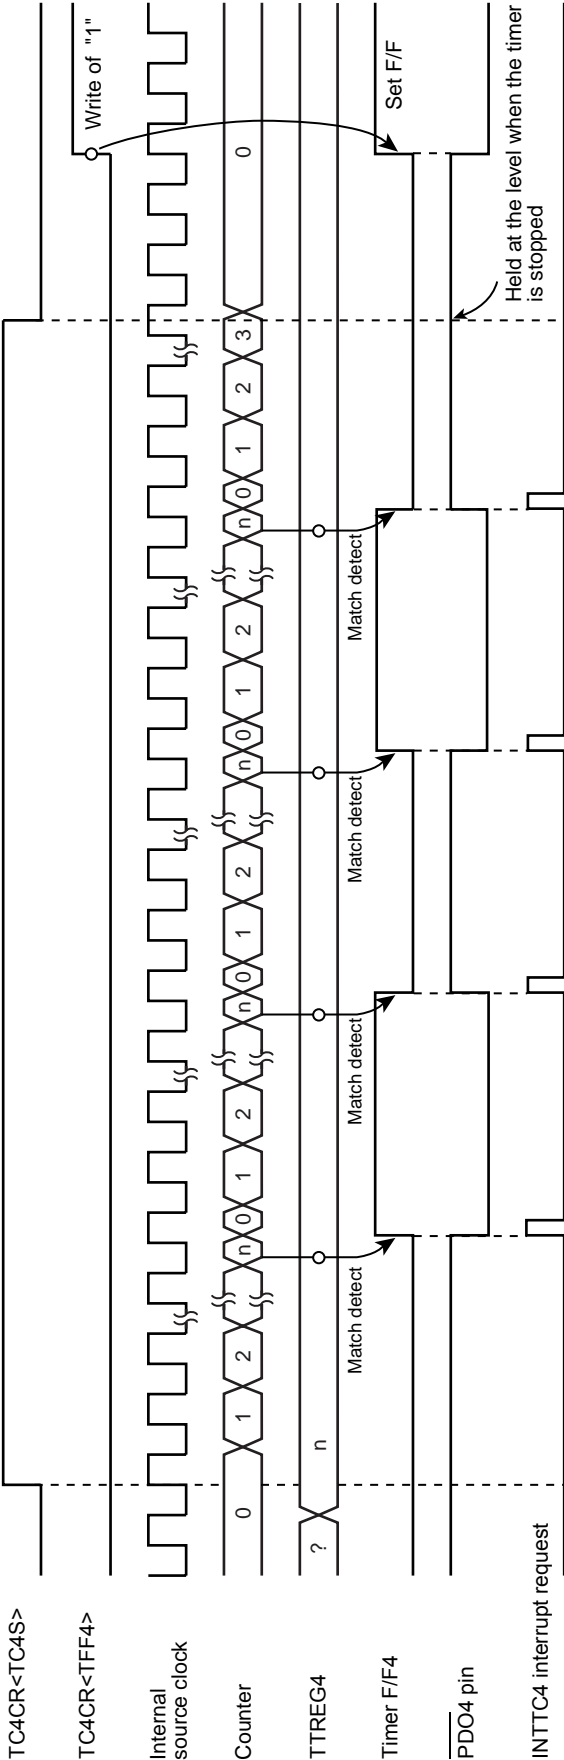 TC4CR<TC4S>
TC4CR<TFF4>
Write of "1"
Internal
source clock
Counter
0 1 2 n 0 1 2 n 0 1 2 n 0 1 2 n 0 1 2 3 0
TTREG4
? n
Match detect
Match detect
Match detect
Match detect
Timer F/F4
Set F/F
PDO4 pin
Held at the level when the timer
is stopped
INTTC4 interrupt request